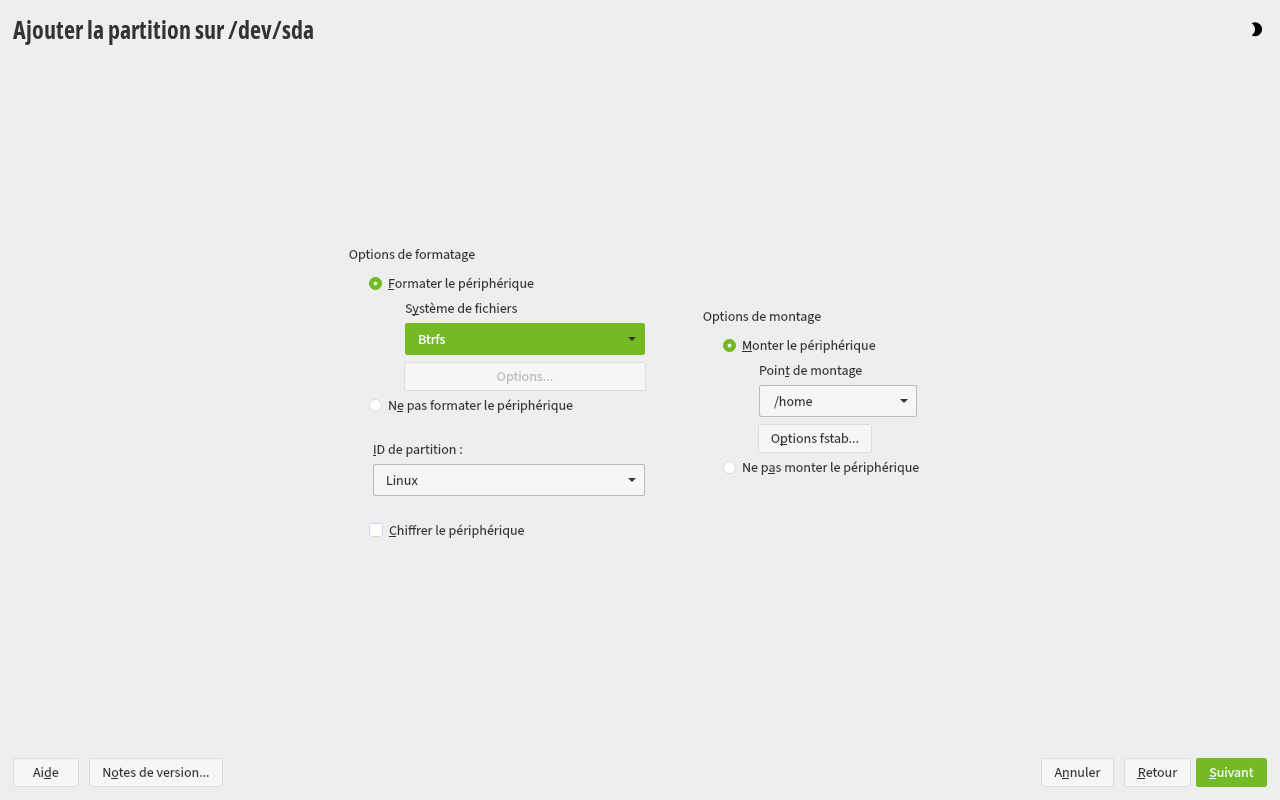 Ajouter la partition sur /dev/sda
Options de formatage
Formater le périphérique
Système de fichiers
Btrfs
Options...
Ne pas formater le périphérique
ID de partition :
Linux
Chiffrer le périphérique
Options de montage
Monter le périphérique
Point de montage
/home
Options fstab...
Ne pas monter le périphérique
Aide
Notes de version...
Annuler
Retour
Suivant